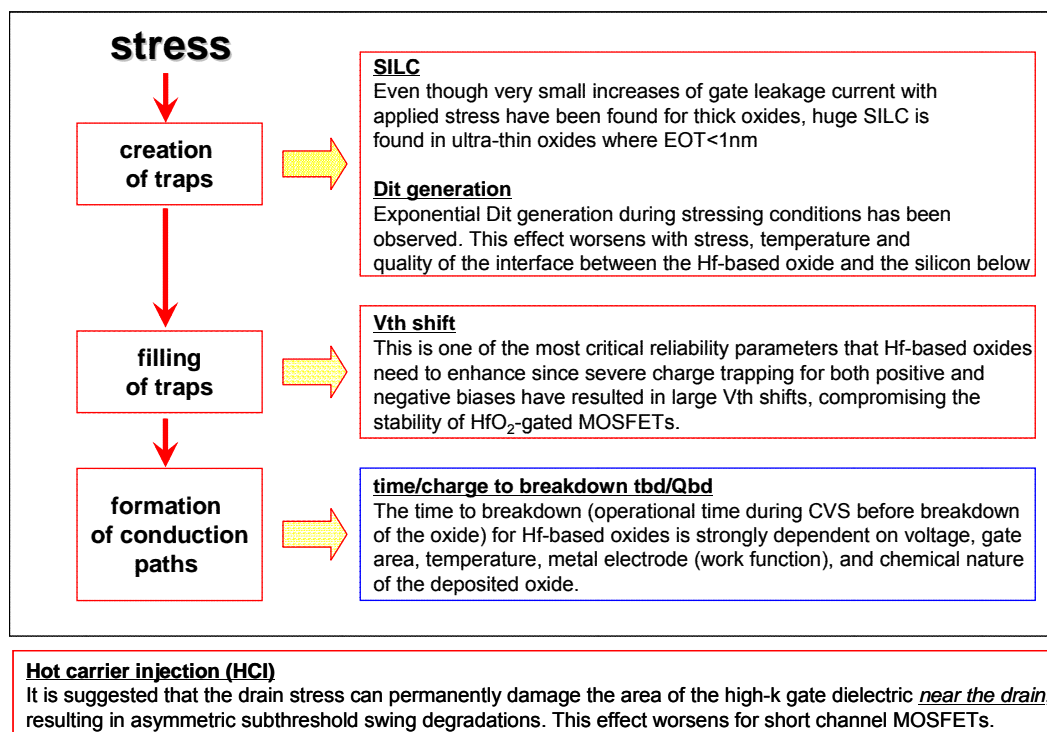 stress
creation
of traps
SILC
Even though very small increases of gate leakage current with
applied stress have been found for thick oxides, huge SILC is
found in ultra-thin oxides where EOT<1nm
Dit generation
Exponential Dit generation during stressing conditions has been
observed. This effect worsens with stress, temperature and
quality of the interface between the Hf-based oxide and the silicon below
filling
of traps
Vth shift
This is one of the most critical reliability parameters that Hf-based oxides
need to enhance since severe charge trapping for both positive and
negative biases have resulted in large Vth shifts, compromising the
stability of HfO₂-gated MOSFETs.
formation
of conduction
paths
time/charge to breakdown tbd/Qbd
The time to breakdown (operational time during CVS before breakdown
of the oxide) for Hf-based oxides is strongly dependent on voltage, gate
area, temperature, metal electrode (work function), and chemical nature
of the deposited oxide.
Hot carrier injection (HCI)
It is suggested that the drain stress can permanently damage the area of the high-k gate dielectric near the drain
resulting in asymmetric subthreshold swing degradations. This effect worsens for short channel MOSFETs.